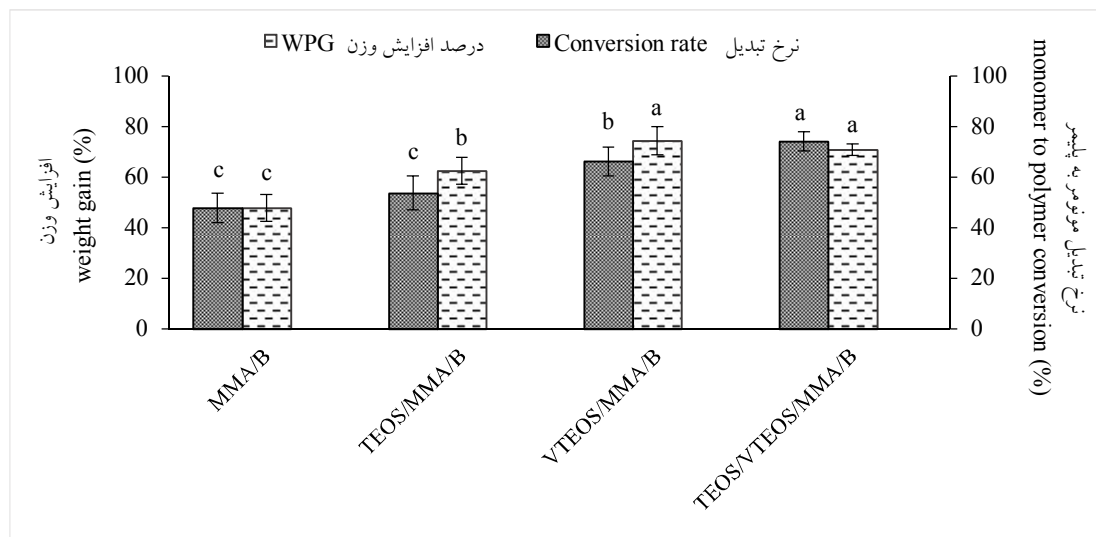 WPG درصد افزایش وزن
Conversion rate نرخ تبدیل
افزایش وزن
weight gain (%)
100
80
60
40
20
0
c c
c b
b a
a a
100
80
60
40
20
0
monomer to polymer conversion (%)
نرخ تبدیل مونومر به پلیمر
MMA/B
TEOS/MMA/B
VTEOS/MMA/B
TEOS/VTEOS/MMA/B